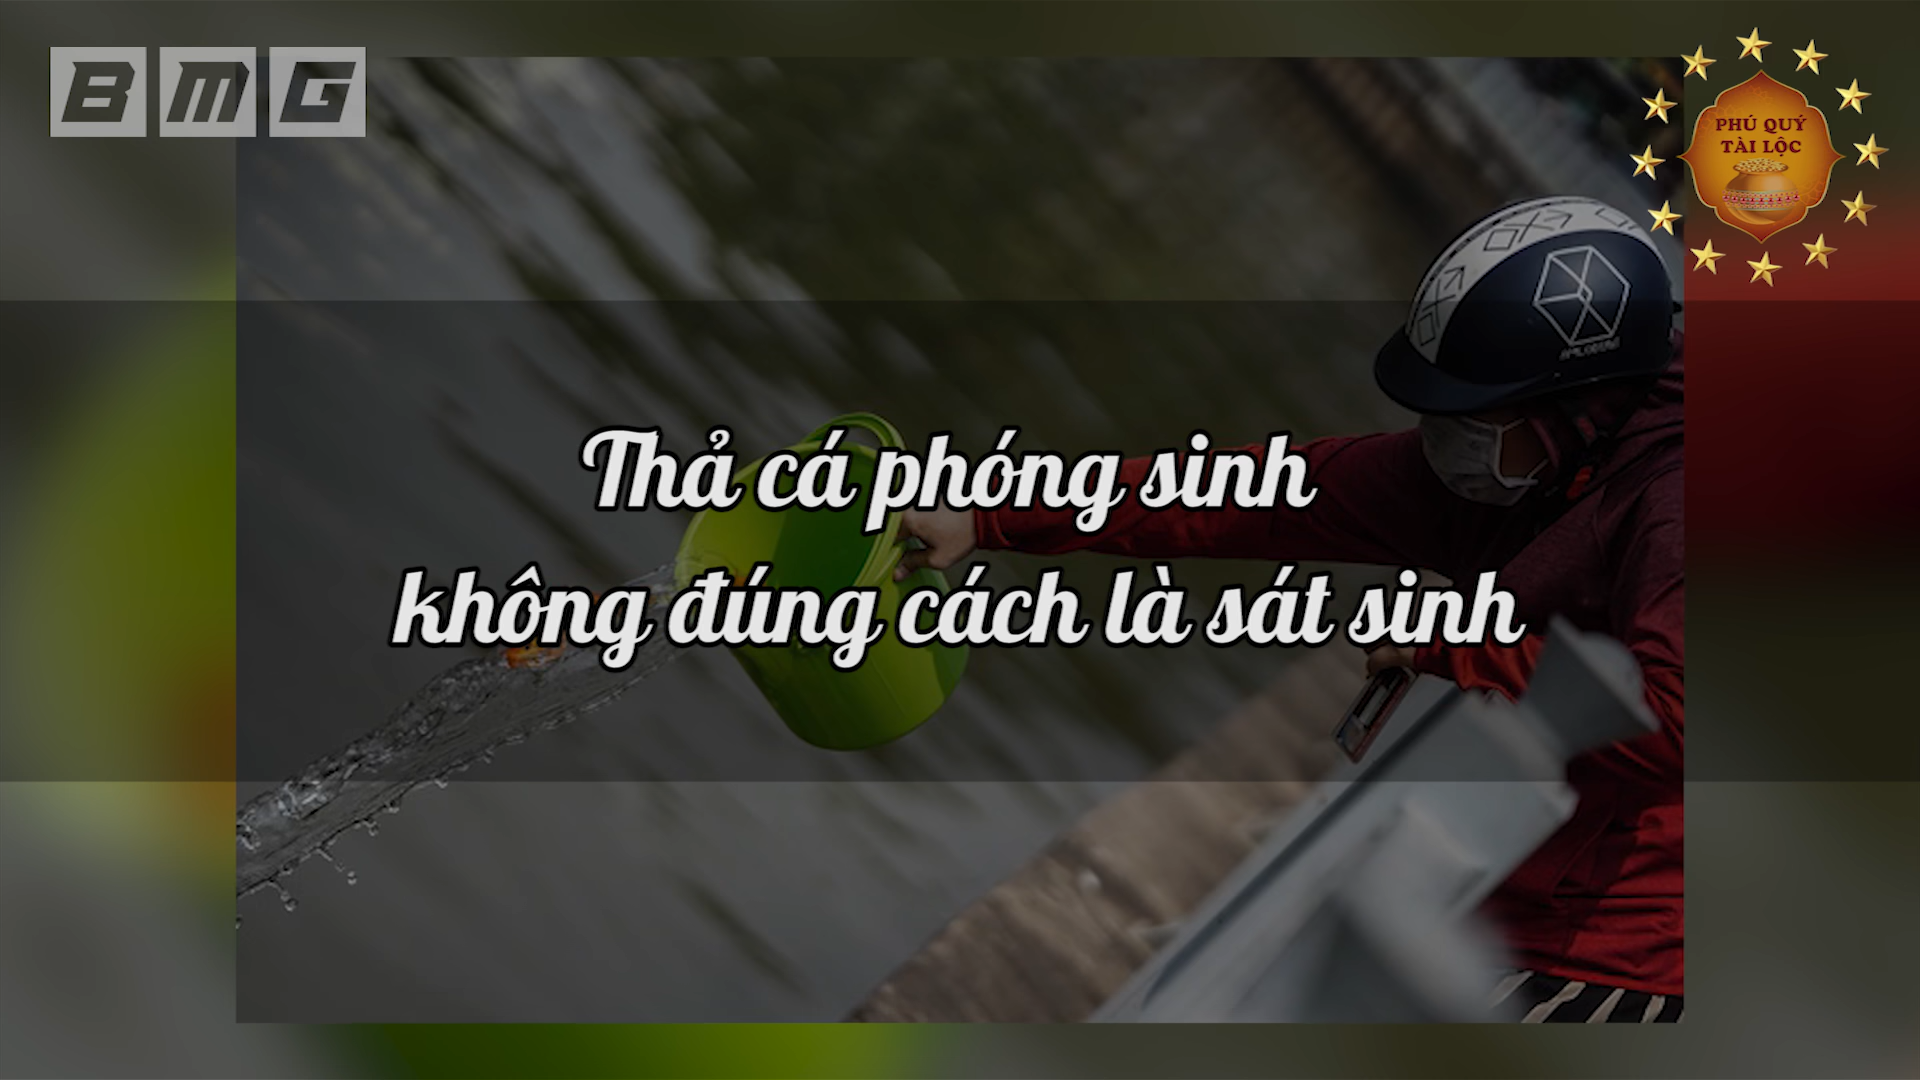 BMG
PHÚ QUÝ
TÀI LỘC
Thả cá phóng sinh
không đúng cách là sát sinh